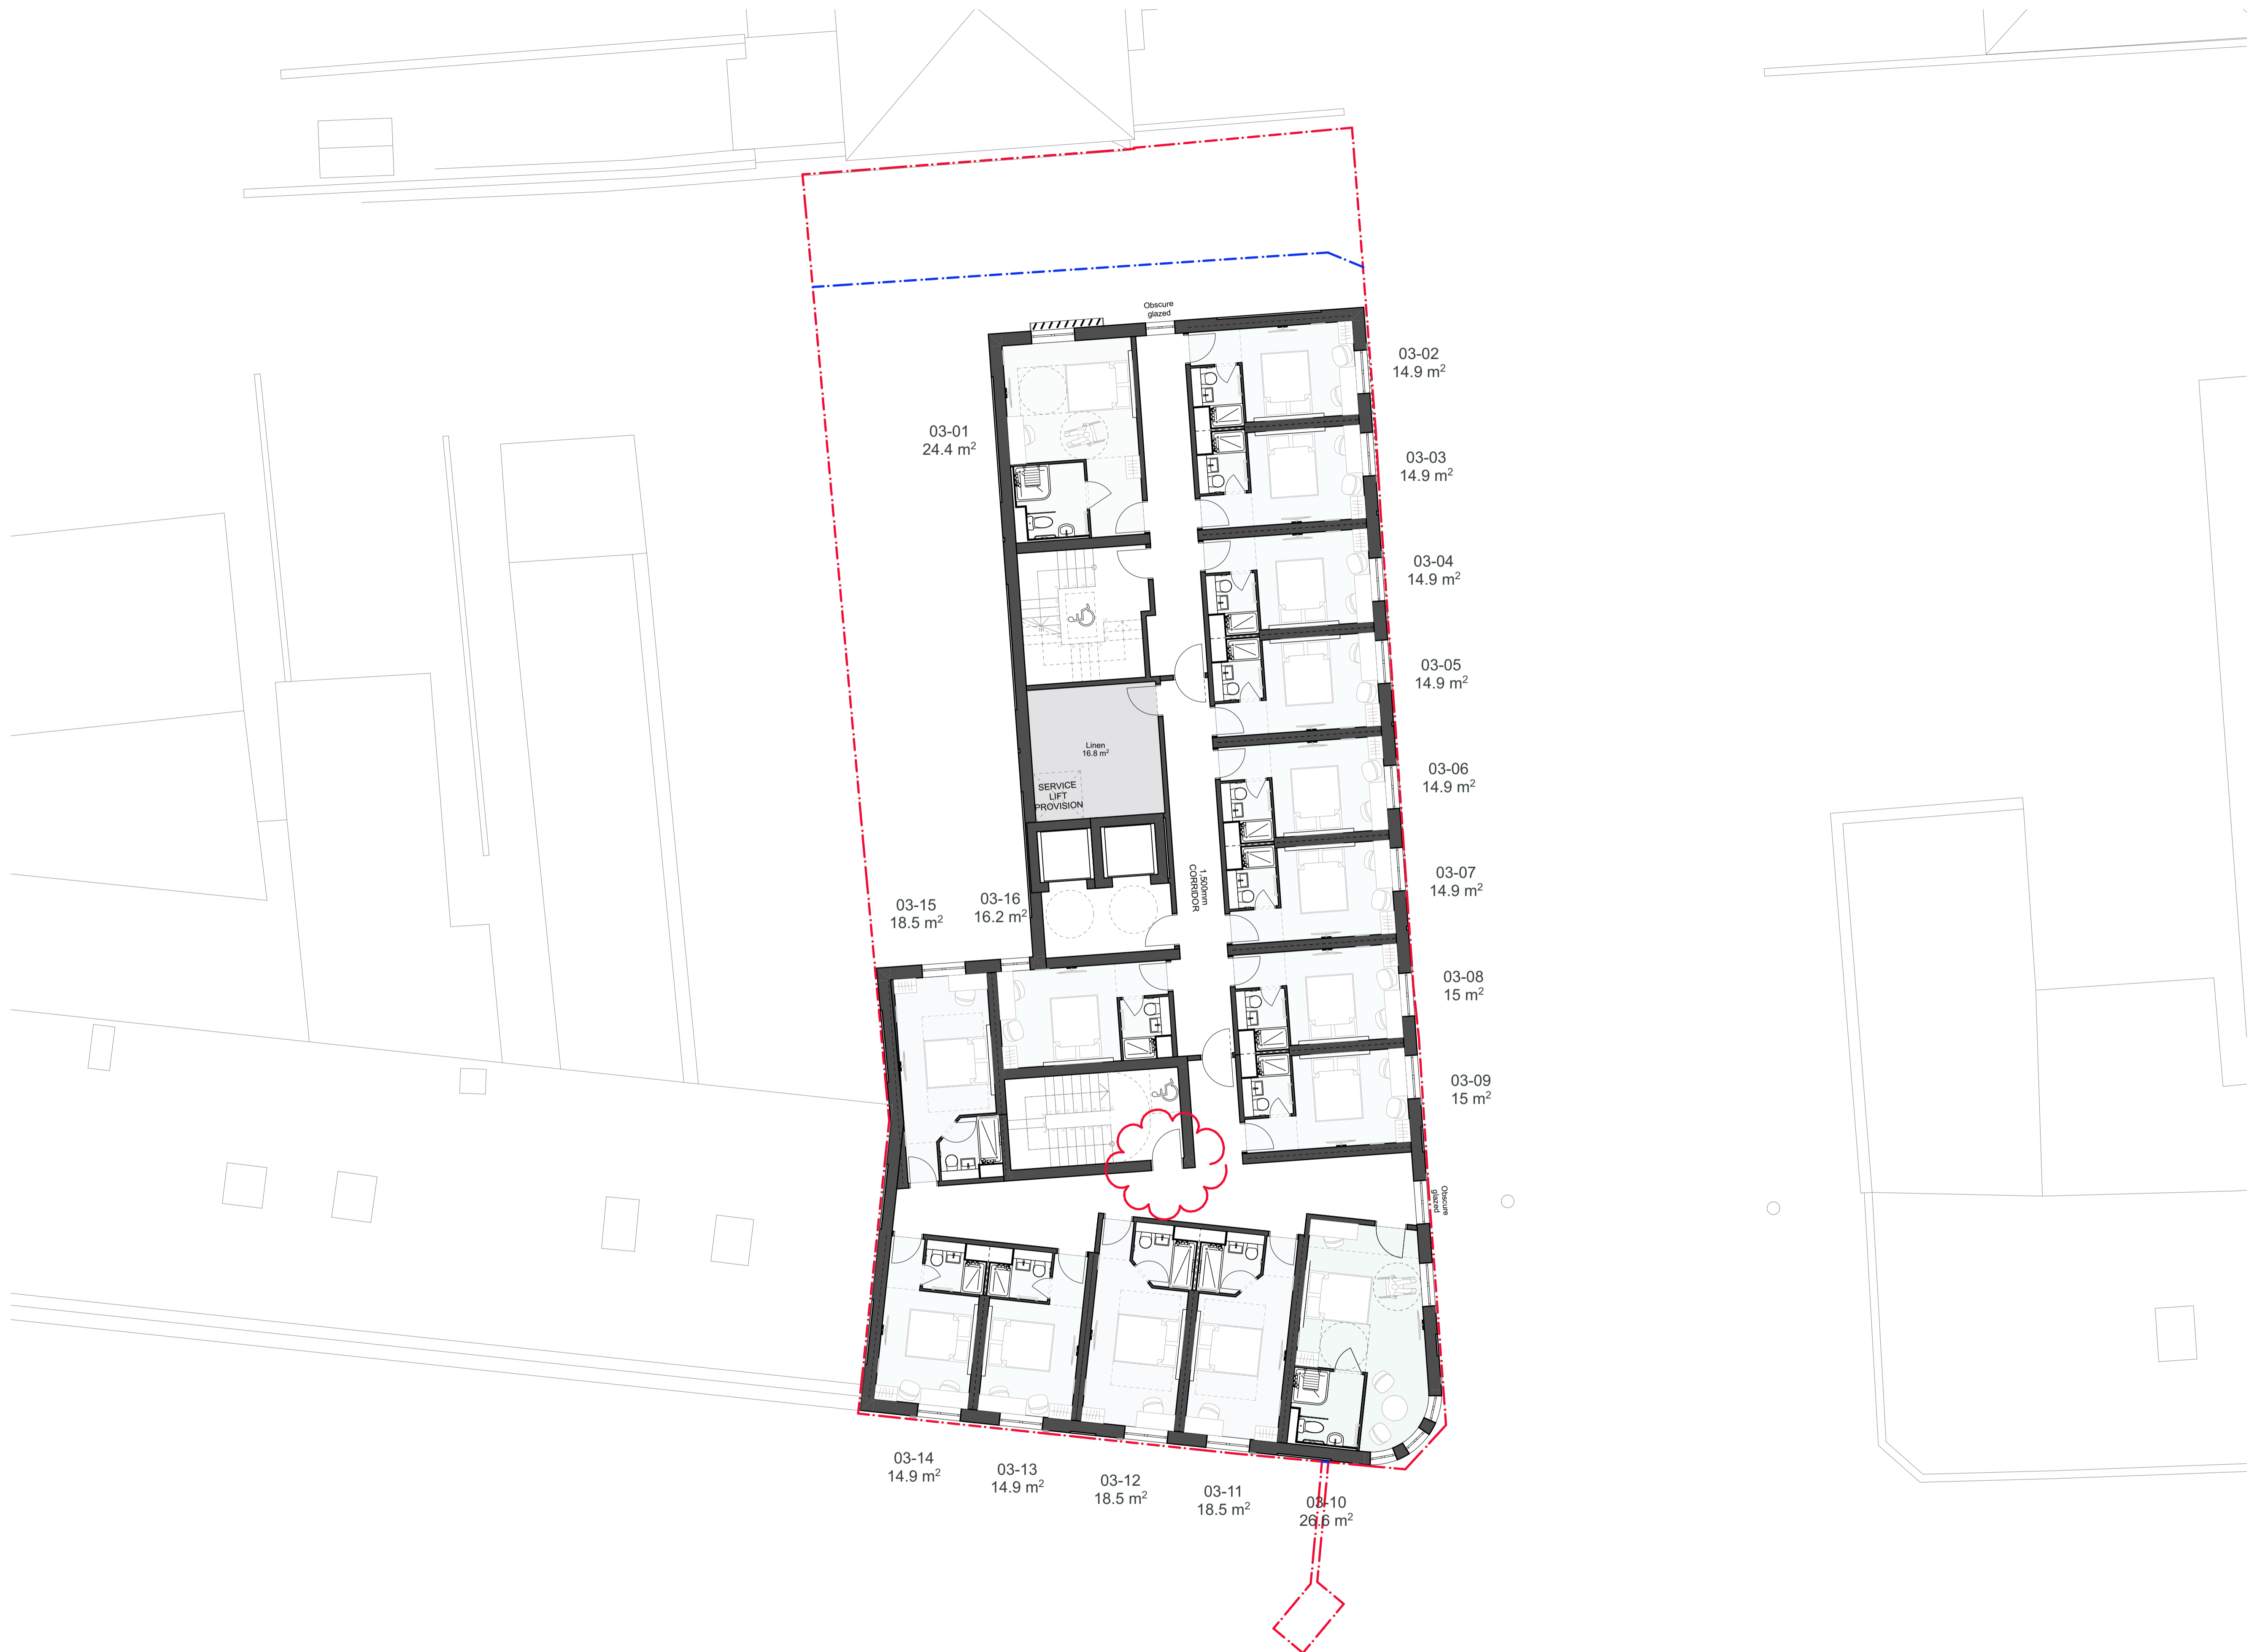 Obscure
glazed
03-02
14.9 m²
03-01
24.4 m²
03-03
14.9 m²
03-04
14.9 m²
03-05
14.9 m²
Linen
16.8 m²
SERVICE
LIFT
PROVISION
03-06
14.9 m²
1,500mm
CORRIDOR
03-07
14.9 m²
03-15
18.5 m²
03-16
16.2 m²
03-08
15 m²
03-09
15 m²
Obscure
glazed
03-14
14.9 m²
03-13
14.9 m²
03-12
18.5 m²
03-11
18.5 m²
03-10
26.6 m²